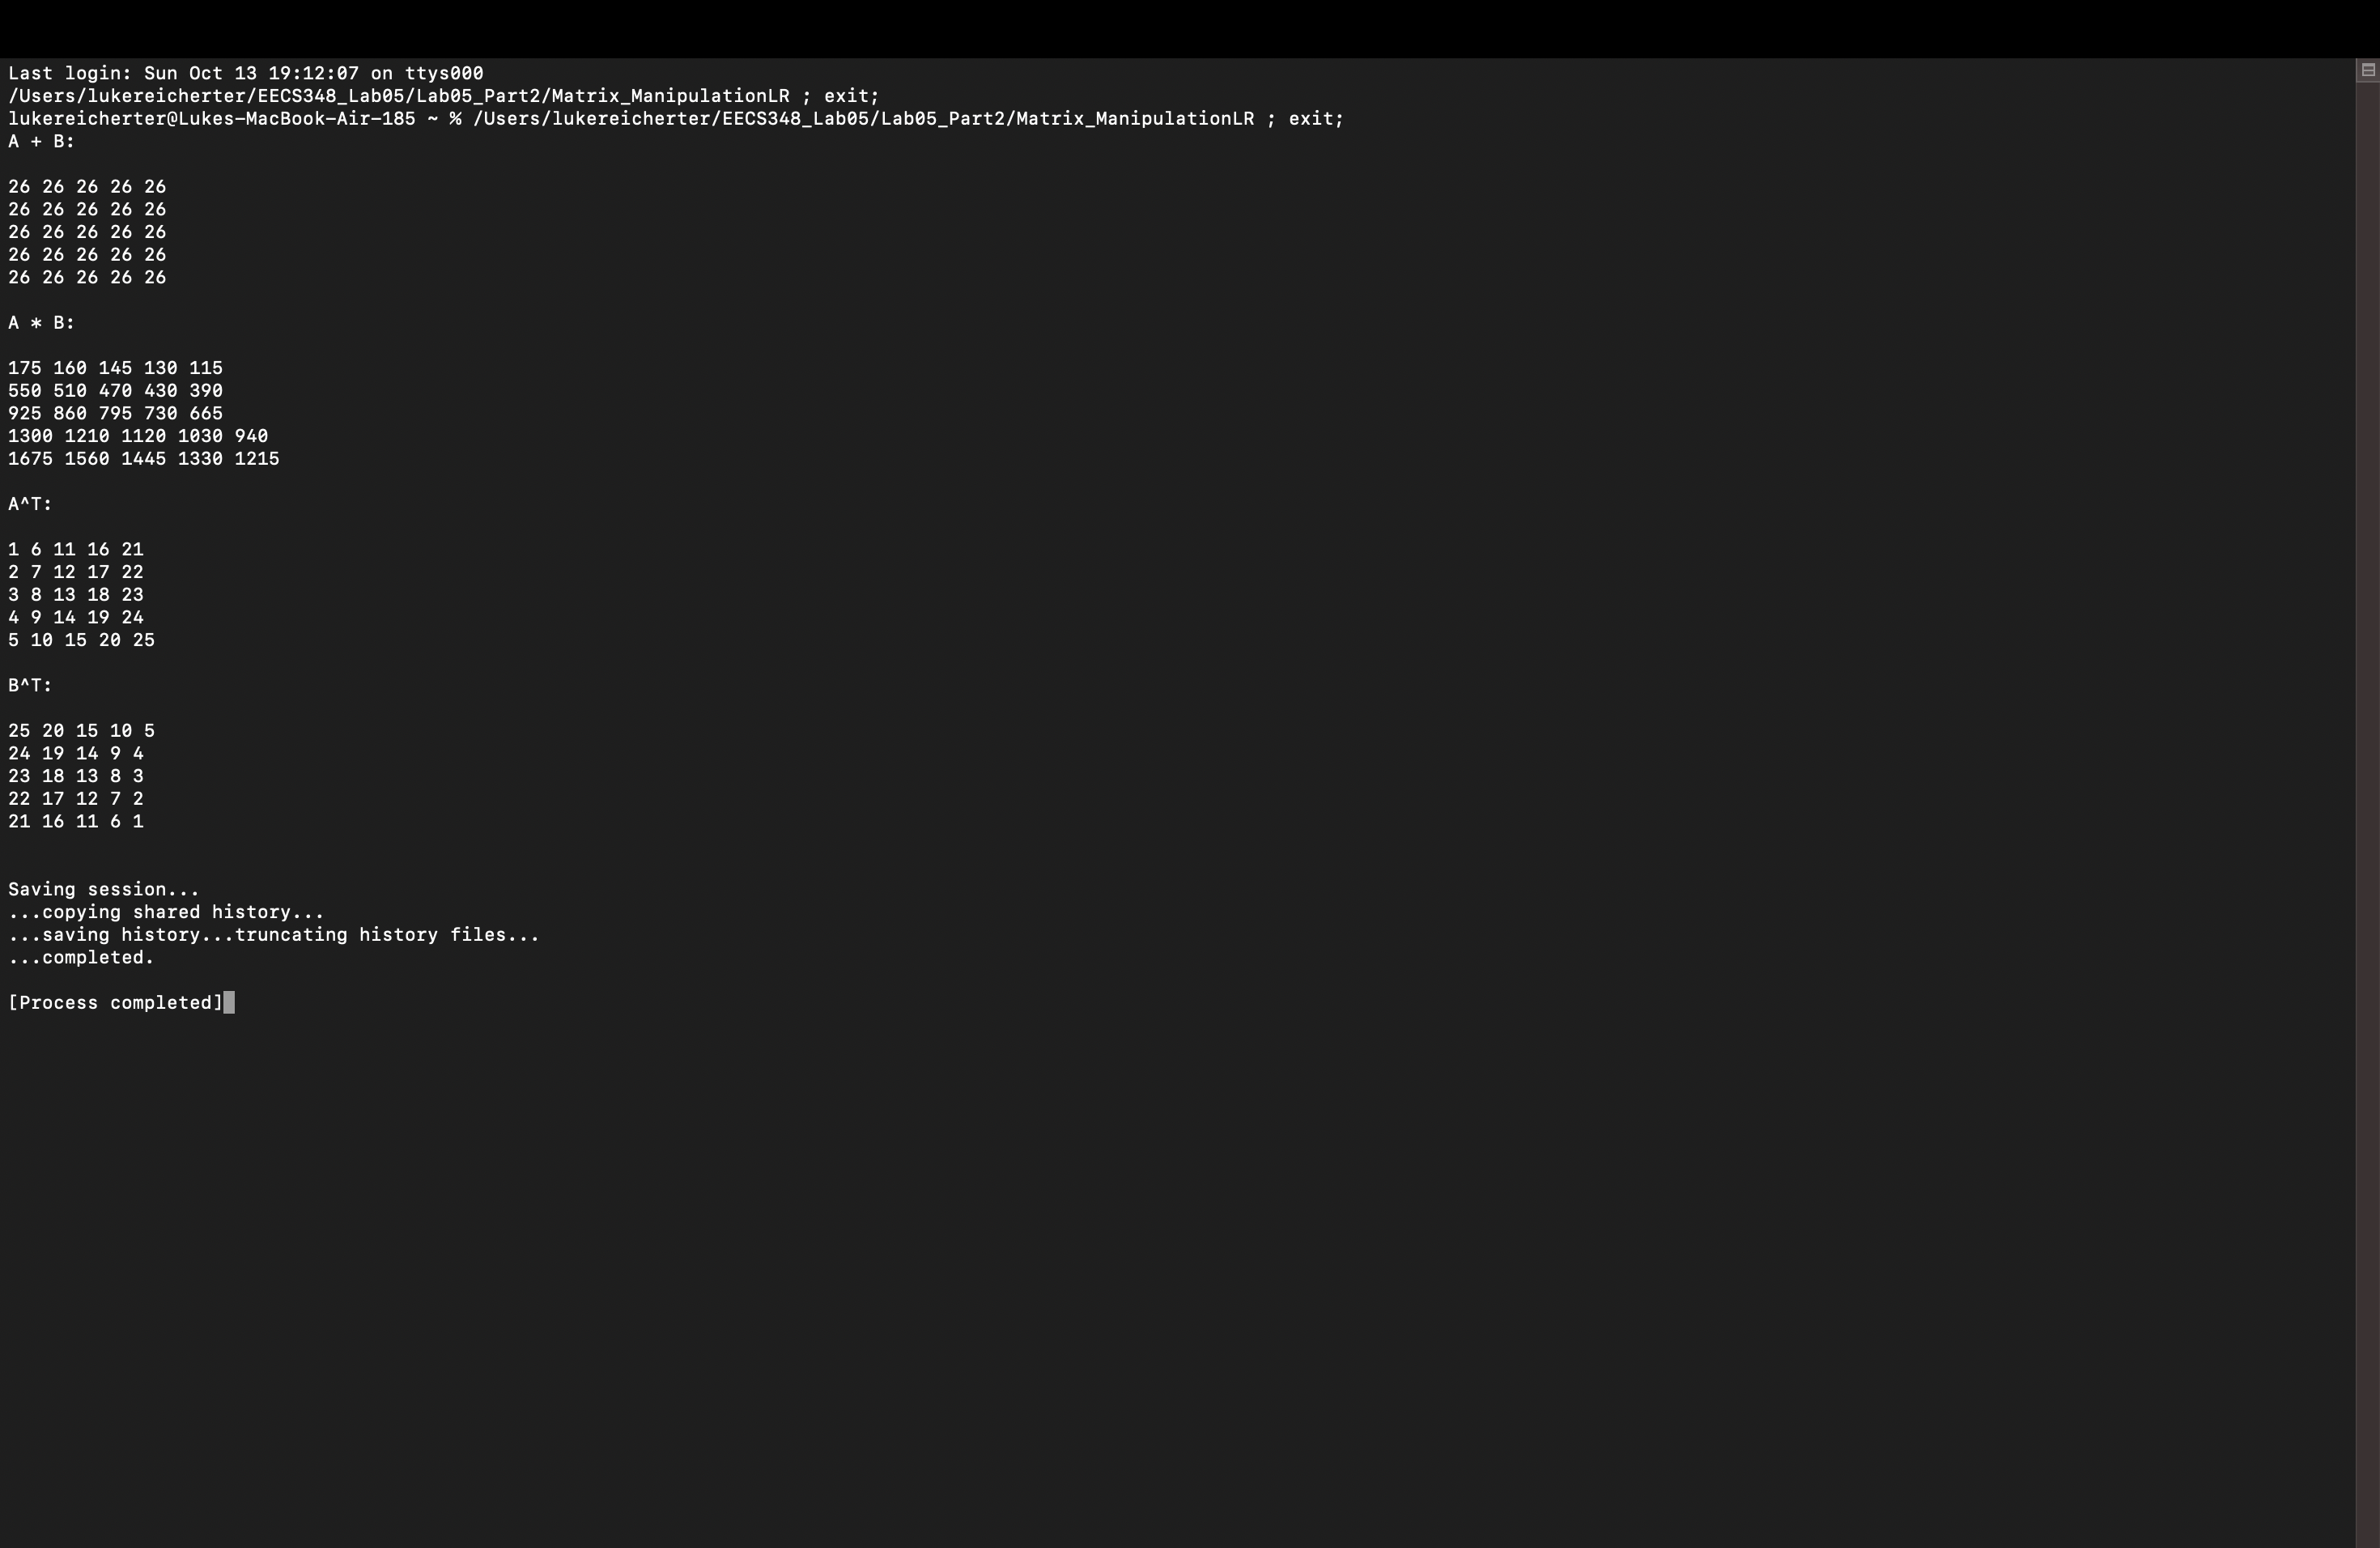 Last login: Sun Oct 13 19:12:07 on ttys000
/Users/lukereicherter/EECS348_Lab05/Lab05_Part2/Matrix_ManipulationLR ; exit;
lukereicherter@Lukes-MacBook-Air-185 ~ % /Users/lukereicherter/EECS348_Lab05/Lab05_Part2/Matrix_ManipulationLR ; exit;
A + B:
26 26 26 26 26
26 26 26 26 26
26 26 26 26 26
26 26 26 26 26
26 26 26 26 26
A * B:
175 160 145 130 115
550 510 470 430 390
925 860 795 730 665
1300 1210 1120 1030 940
1675 1560 1445 1330 1215
A^T:
1 6 11 16 21
2 7 12 17 22
3 8 13 18 23
4 9 14 19 24
5 10 15 20 25
B^T:
25 20 15 10 5
24 19 14 9 4
23 18 13 8 3
22 17 12 7 2
21 16 11 6 1
Saving session...
...copying shared history...
...saving history...truncating history files...
...completed.
[Process completed]